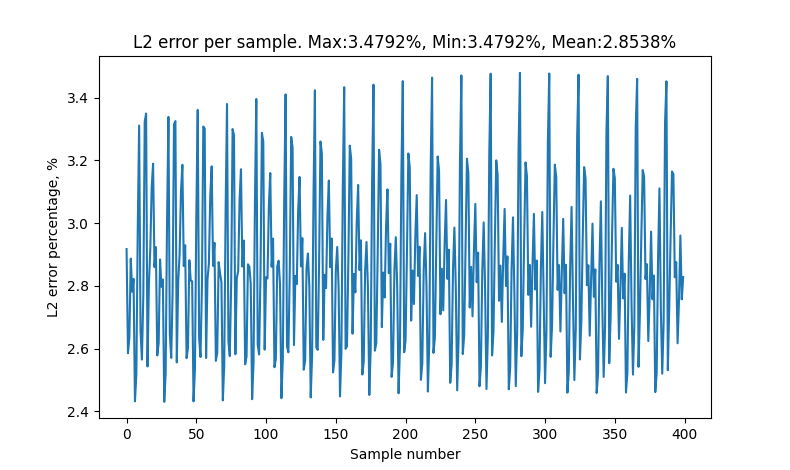 L2 error per sample. Max:3.4792%, Min:3.4792%, Mean:2.8538%
L2 error percentage, %
3.4
3.2
3.0
2.8
2.6
2.4
0 50 100 150 200 250 300 350 400
Sample number